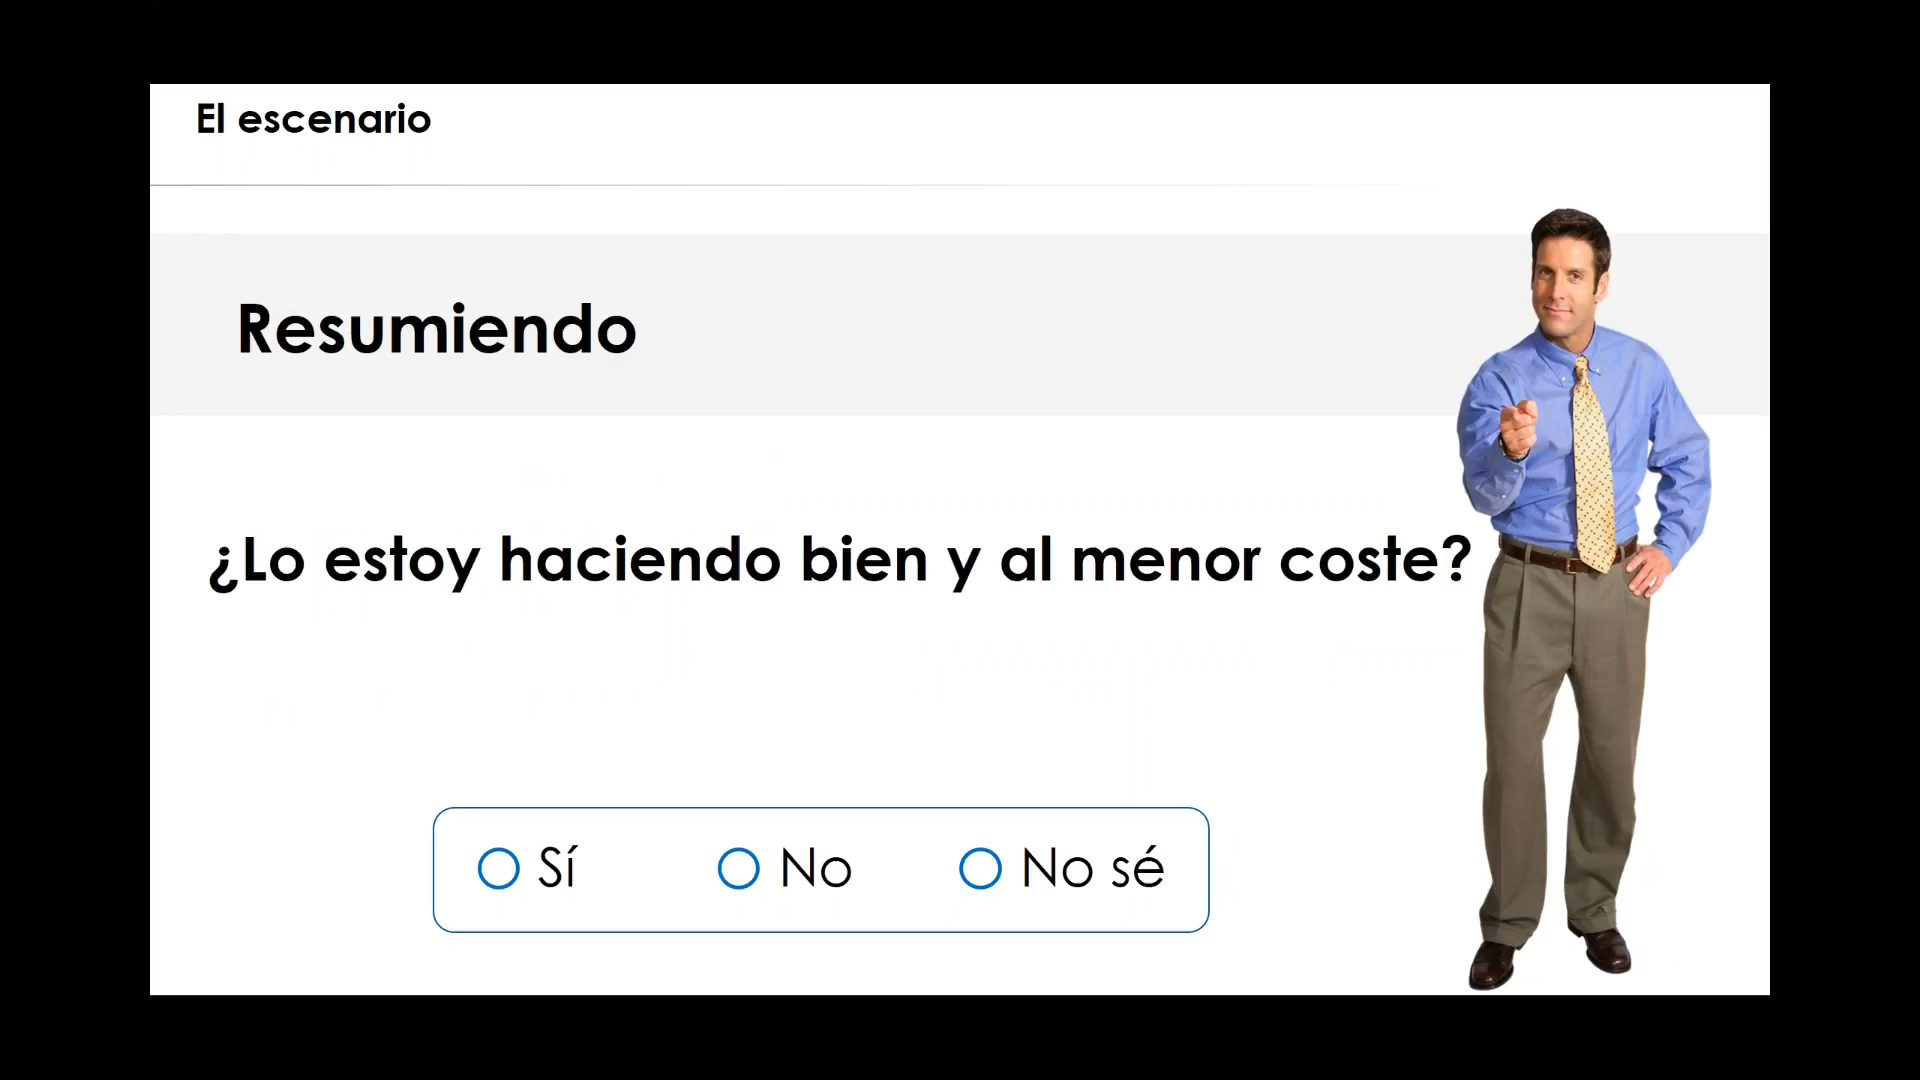 El escenario
Resumiendo
¿Lo estoy haciendo bien y al menor coste?
Sí No No sé